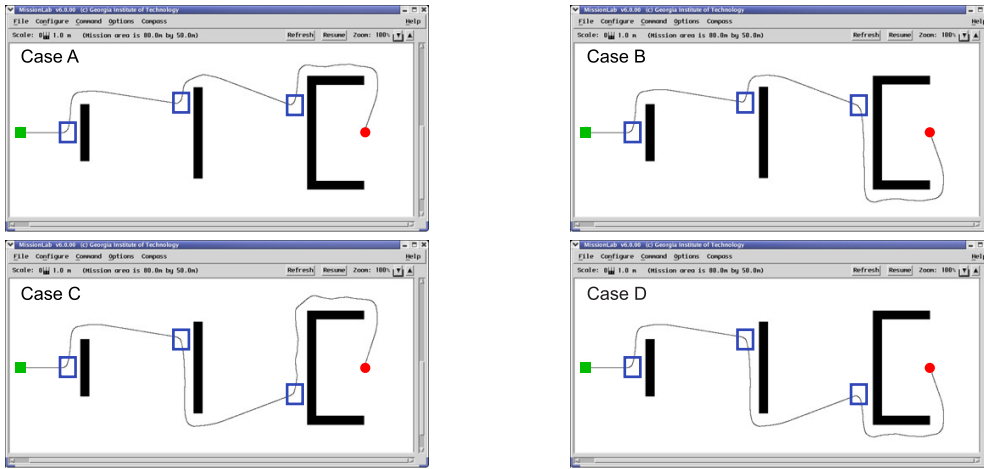 MissionLab v6.0.00 (c) Georgia Institute of Technology
File Configure Command Options Compass Help
Scale: 0 1.0 m (Mission area is 80.0m by 50.0m) Refresh Resume Zoom: 100%
Case A
MissionLab v6.0.00 (c) Georgia Institute of Technology
File Configure Command Options Compass Help
Scale: 0 1.0 m (Mission area is 80.0m by 50.0m) Refresh Resume Zoom: 100%
Case B
MissionLab v6.0.00 (c) Georgia Institute of Technology
File Configure Command Options Compass Help
Scale: 0 1.0 m (Mission area is 80.0m by 50.0m) Refresh Resume Zoom: 100%
Case C
MissionLab v6.0.00 (c) Georgia Institute of Technology
File Configure Command Options Compass Help
Scale: 0 1.0 m (Mission area is 80.0m by 50.0m) Refresh Resume Zoom: 100%
Case D